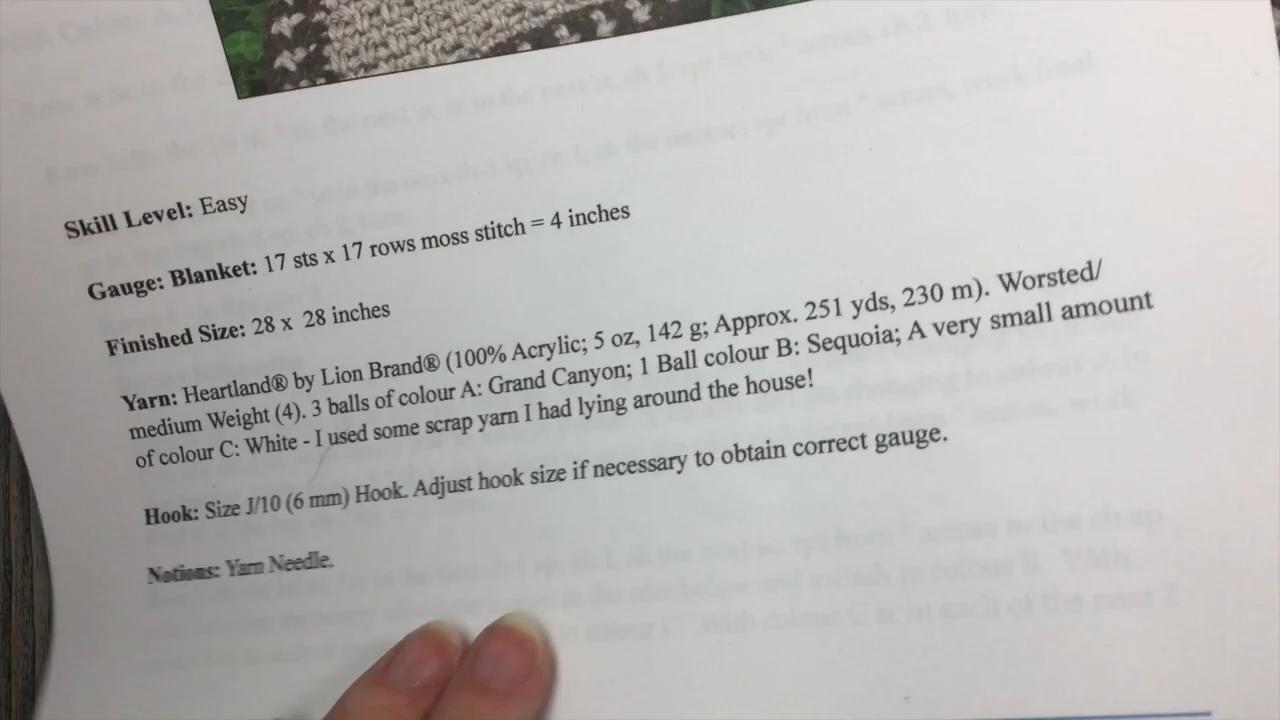 Skill Level: Easy
Gauge: Blanket: 17 sts x 17 rows moss stitch = 4 inches
Finished Size: 28 x 28 inches
Yarn: Heartland® by Lion Brand® (100% Acrylic; 5 oz, 142 g; Approx. 251 yds, 230 m). Worsted/
medium Weight (4). 3 balls of colour A: Grand Canyon; 1 Ball colour B: Sequoia; A very small amount
of colour C: White - I used some scrap yarn I had lying around the house!
Hook: Size J/10 (6 mm) Hook. Adjust hook size if necessary to obtain correct gauge.
Notions: Yarn Needle.